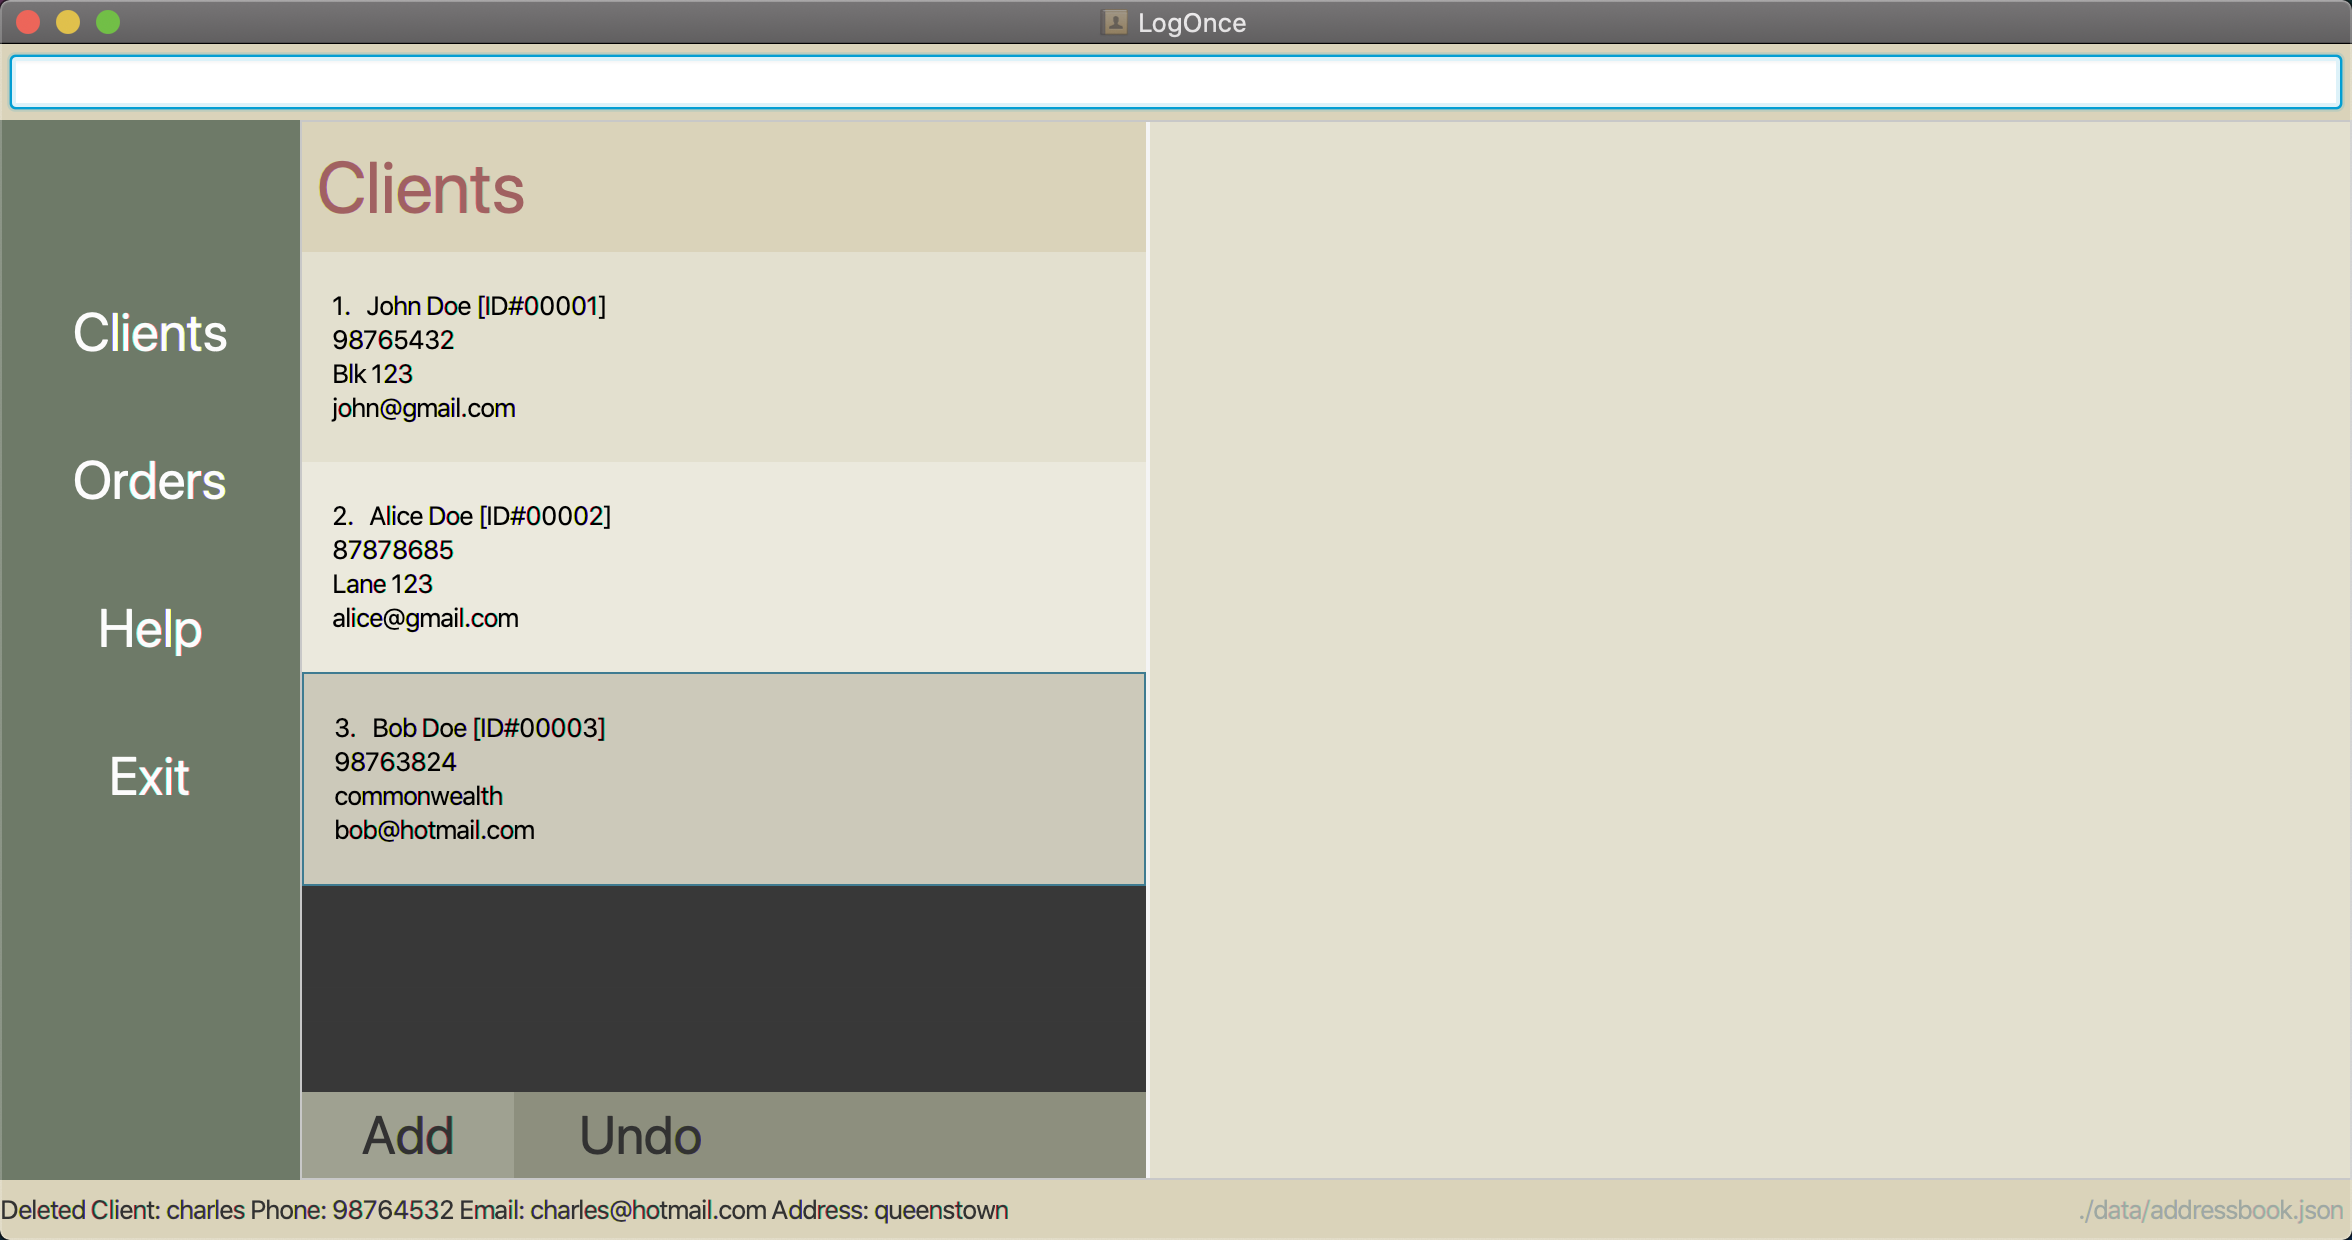 LogOnce
Clients
Orders
Help
Exit
Clients
1. John Doe [ID#00001]
98765432
Blk 123
john@gmail.com
2. Alice Doe [ID#00002]
87878685
Lane 123
alice@gmail.com
3. Bob Doe [ID#00003]
98763824
commonwealth
bob@hotmail.com
Add Undo
Deleted Client: charles Phone: 98764532 Email: charles@hotmail.com Address: queenstown
./data/addressbook.json